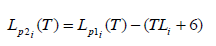 L_{p2_i}(T) = L_{p1_i}(T) − (TL_i + 6)